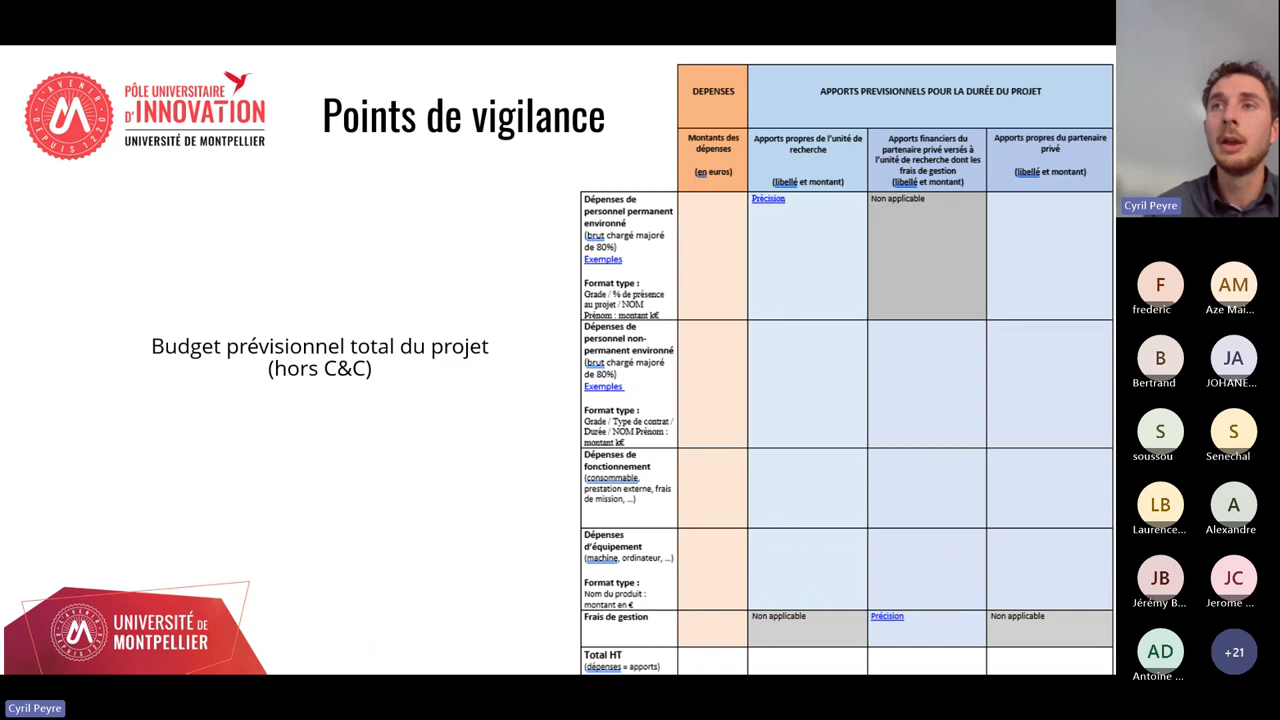 L'AVENIR
DEPUIS 1220
PÔLE UNIVERSITAIRE
D'INNOVATION
UNIVERSITÉ DE MONTPELLIER
Points de vigilance
Budget prévisionnel total du projet
(hors C&C)
DEPENSES
APPORTS PREVISIONNELS POUR LA DURÉE DU PROJET
Montants des
dépenses
(en euros)
Apports propres de l'unité de
recherche
(libellé et montant)
Apports financiers du
partenaire privé versés à
l'unité de recherche dont les
frais de gestion
(libellé et montant)
Apports propres du partenaire
privé
(libellé et montant)
Dépenses de
personnel permanent
environné
(brut chargé majoré
de 80%)
Exemples
Format type :
Grade / % de présence
au projet / NOM
Prénom : montant k€
Précision
Non applicable
Dépenses de
personnel non-
permanent environné
(brut chargé majoré
de 80%)
Exemples
Format type :
Grade / Type de contrat /
Durée / NOM Prénom :
montant k€
Dépenses de
fonctionnement
(consommable,
prestation externe, frais
de mission, ...)
Dépenses
d'équipement
(machine, ordinateur, ...)
Format type :
Nom du produit :
montant en €
Frais de gestion
Non applicable
Précision
Non applicable
Total HT
(dépenses = apports)
UNIVERSITÉ DE
MONTPELLIER
Cyril Peyre
F
frederic
AM
Aze Mai...
B
Bertrand
JA
JOHANE...
S
soussou
S
Senechal
LB
Laurence...
A
Alexandre
JB
Jérémy B...
JC
Jerome ...
AD
Antoine ...
+21
Cyril Peyre